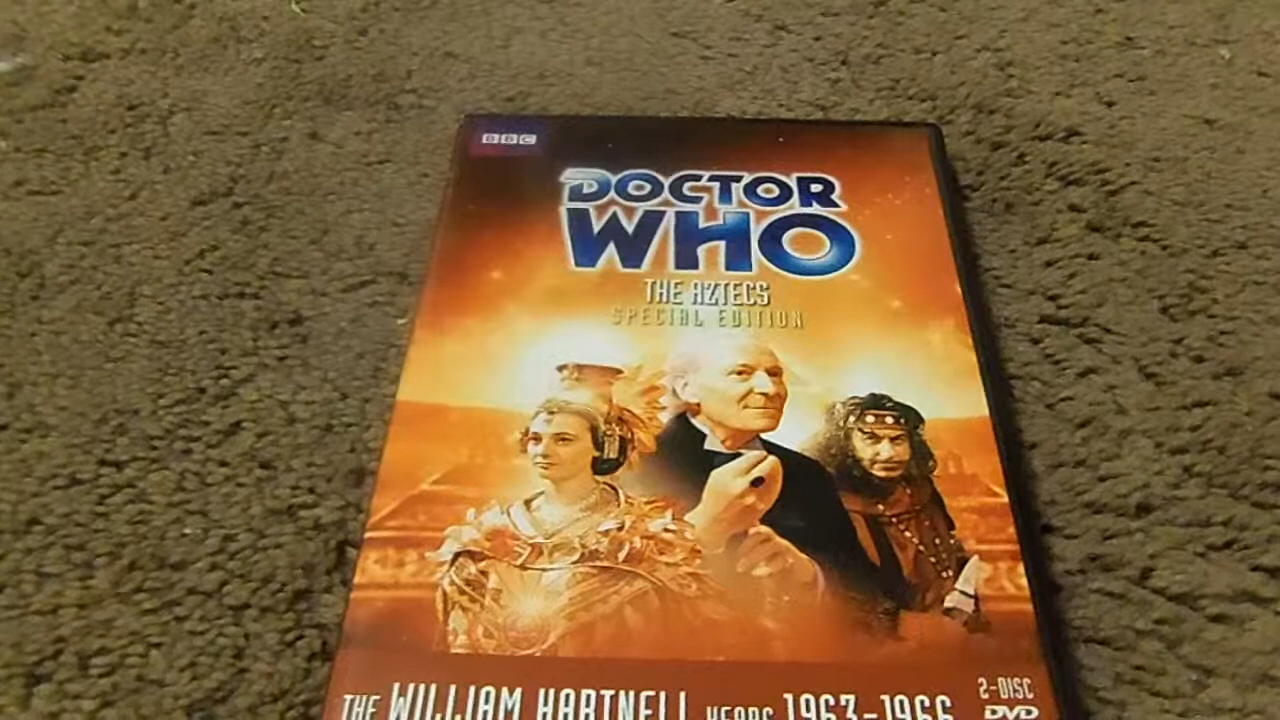 BBC
DOCTOR
WHO
THE AZTECS
SPECIAL EDITION
THE WILLIAM HARTNELL YEARS 1963-1966
2-DISC
DVD